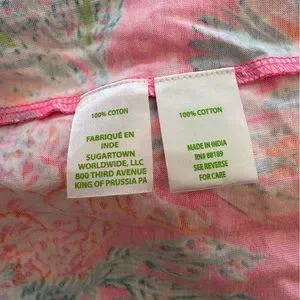 100% COTON
FABRIQUÉ EN
INDE
SUGARTOWN
WORLDWIDE, LLC
800 THIRD AVENUE
KING OF PRUSSIA PA
100% COTTON
MADE IN INDIA
RN# 88189
SEE REVERSE
FOR CARE